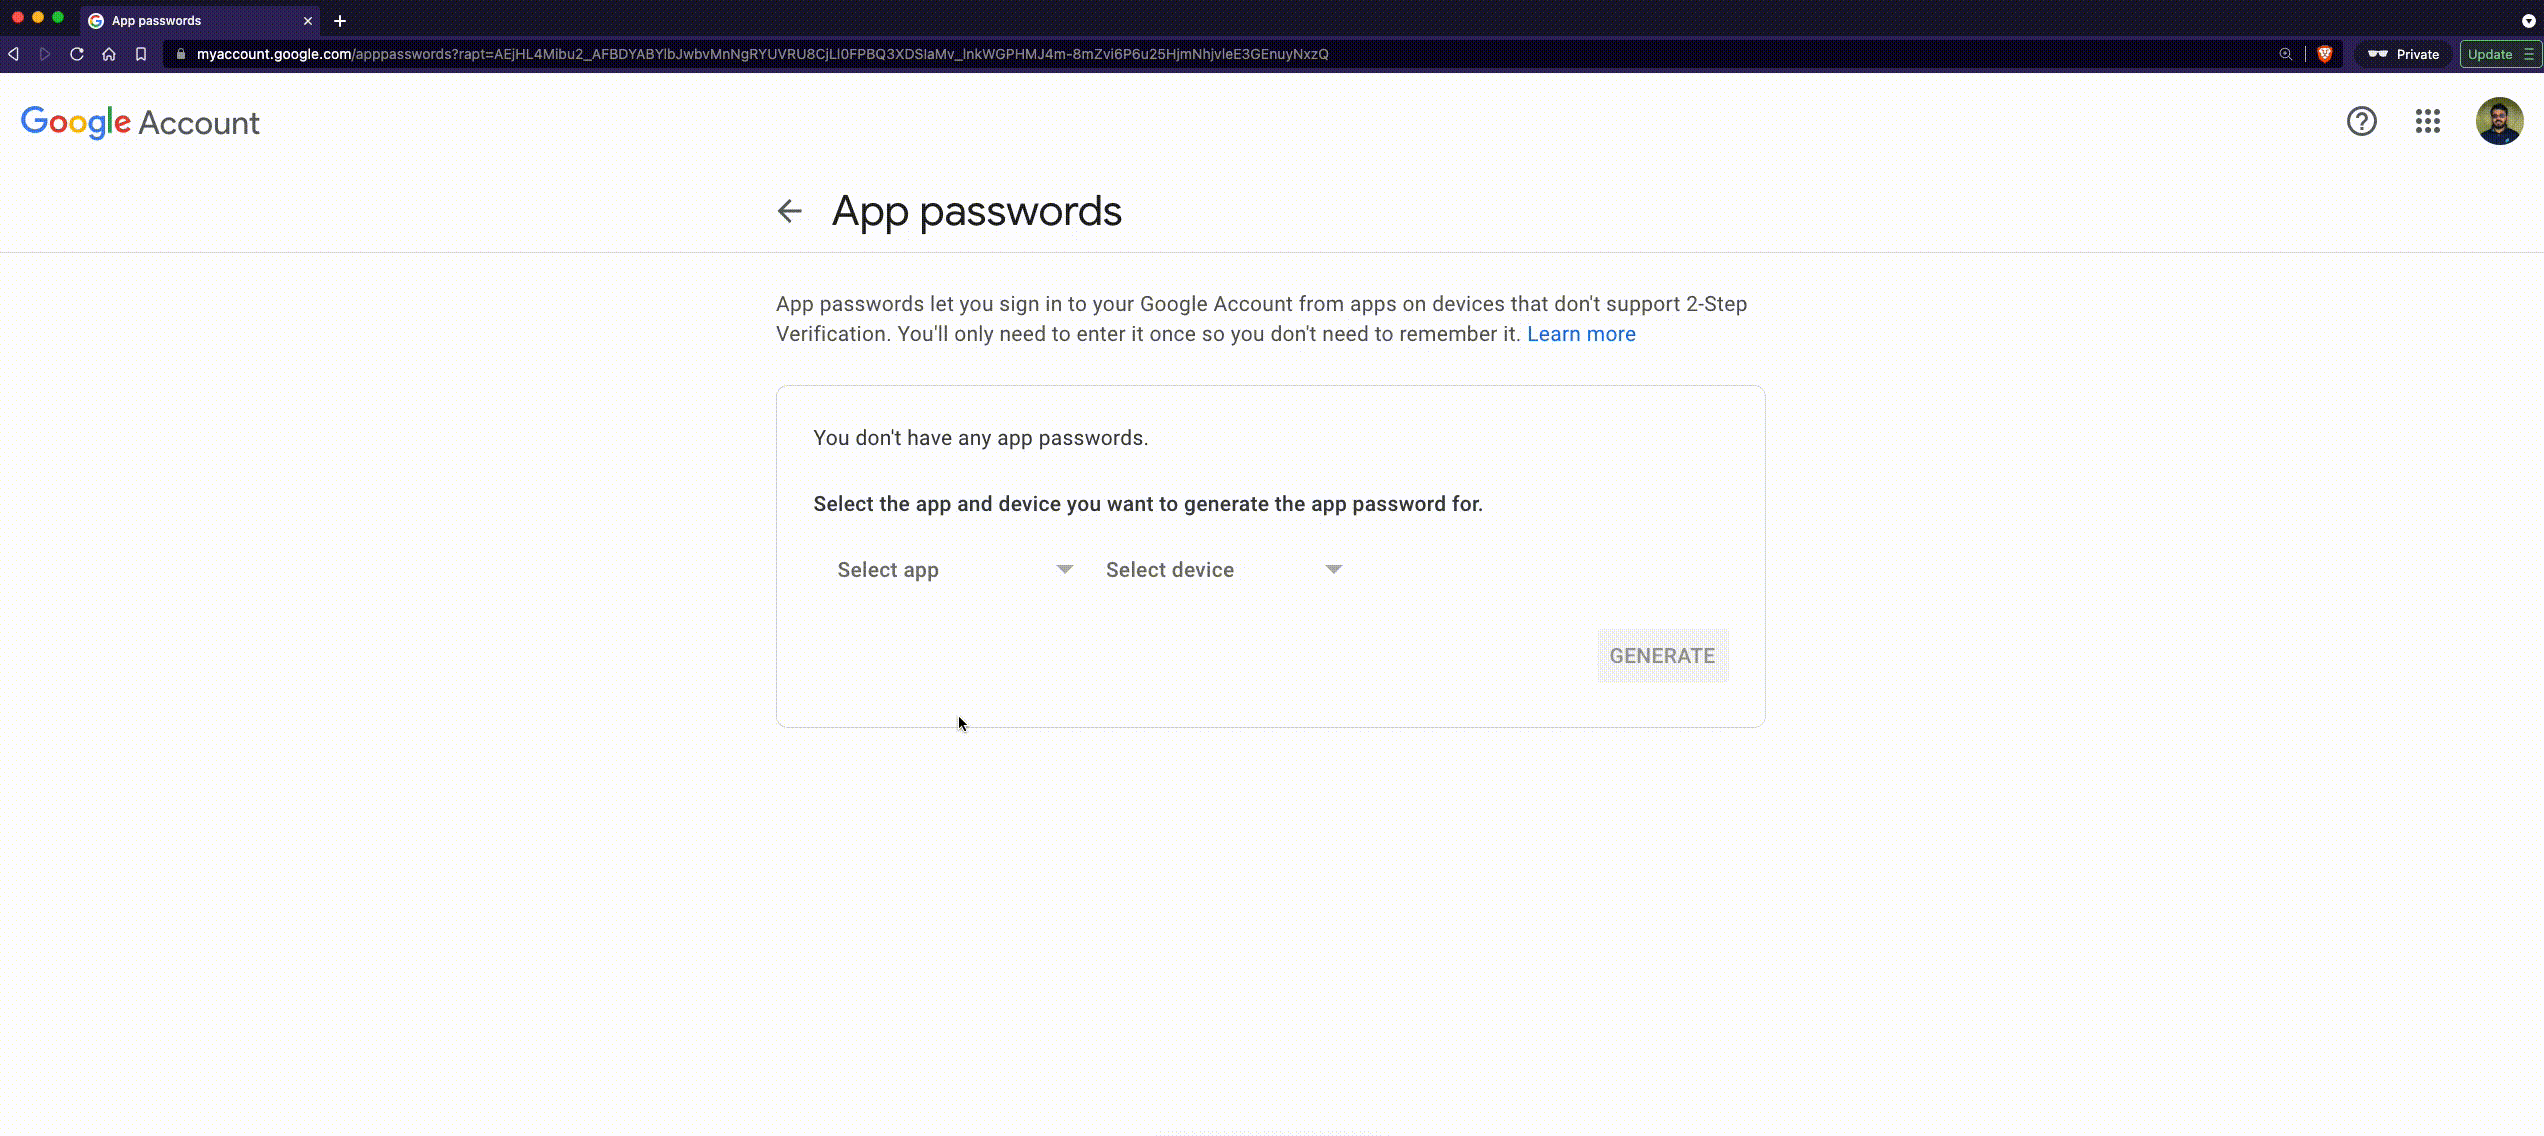 App passwords
myaccount.google.com/apppasswords?rapt=AEjHL4Mibu2_AFBDYABYlbJwbvMnNgRYUVRU8CjLl0FPBQ3XDSlaMv_lnkWGPHMJ4m-8mZvi6P6u25HjmNhjvleE3GEnuyNxzQ
Private
Update
Google Account
App passwords
App passwords let you sign in to your Google Account from apps on devices that don't support 2-Step
Verification. You'll only need to enter it once so you don't need to remember it. Learn more
You don't have any app passwords.
Select the app and device you want to generate the app password for.
Select app
Select device
GENERATE